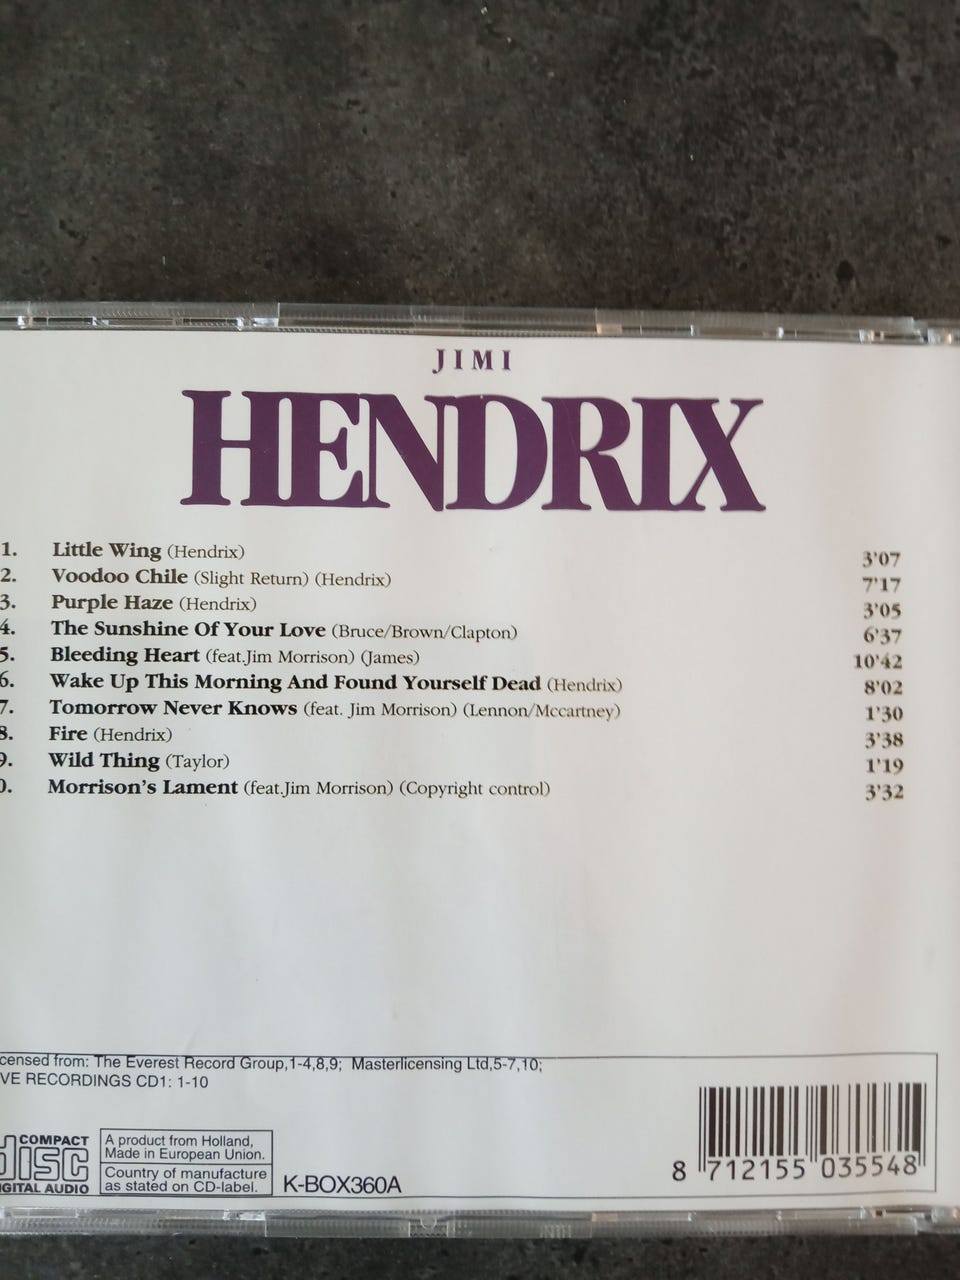 JIMI
HENDRIX
1. Little Wing (Hendrix) 3'07
2. Voodoo Chile (Slight Return) (Hendrix) 7'17
3. Purple Haze (Hendrix) 3'05
4. The Sunshine Of Your Love (Bruce/Brown/Clapton) 6'37
5. Bleeding Heart (feat.Jim Morrison) (James) 10'42
6. Wake Up This Morning And Found Yourself Dead (Hendrix) 8'02
7. Tomorrow Never Knows (feat. Jim Morrison) (Lennon/Mccartney) 1'30
8. Fire (Hendrix) 3'38
9. Wild Thing (Taylor) 1'19
0. Morrison's Lament (feat.Jim Morrison) (Copyright control) 3'32
censed from: The Everest Record Group,1-4,8,9; Masterlicensing Ltd,5-7,10;
VE RECORDINGS CD1: 1-10
COMPACT
disc
DIGITAL AUDIO
A product from Holland,
Made in European Union.
Country of manufacture
as stated on CD-label.
K-BOX360A
8 712155 035548